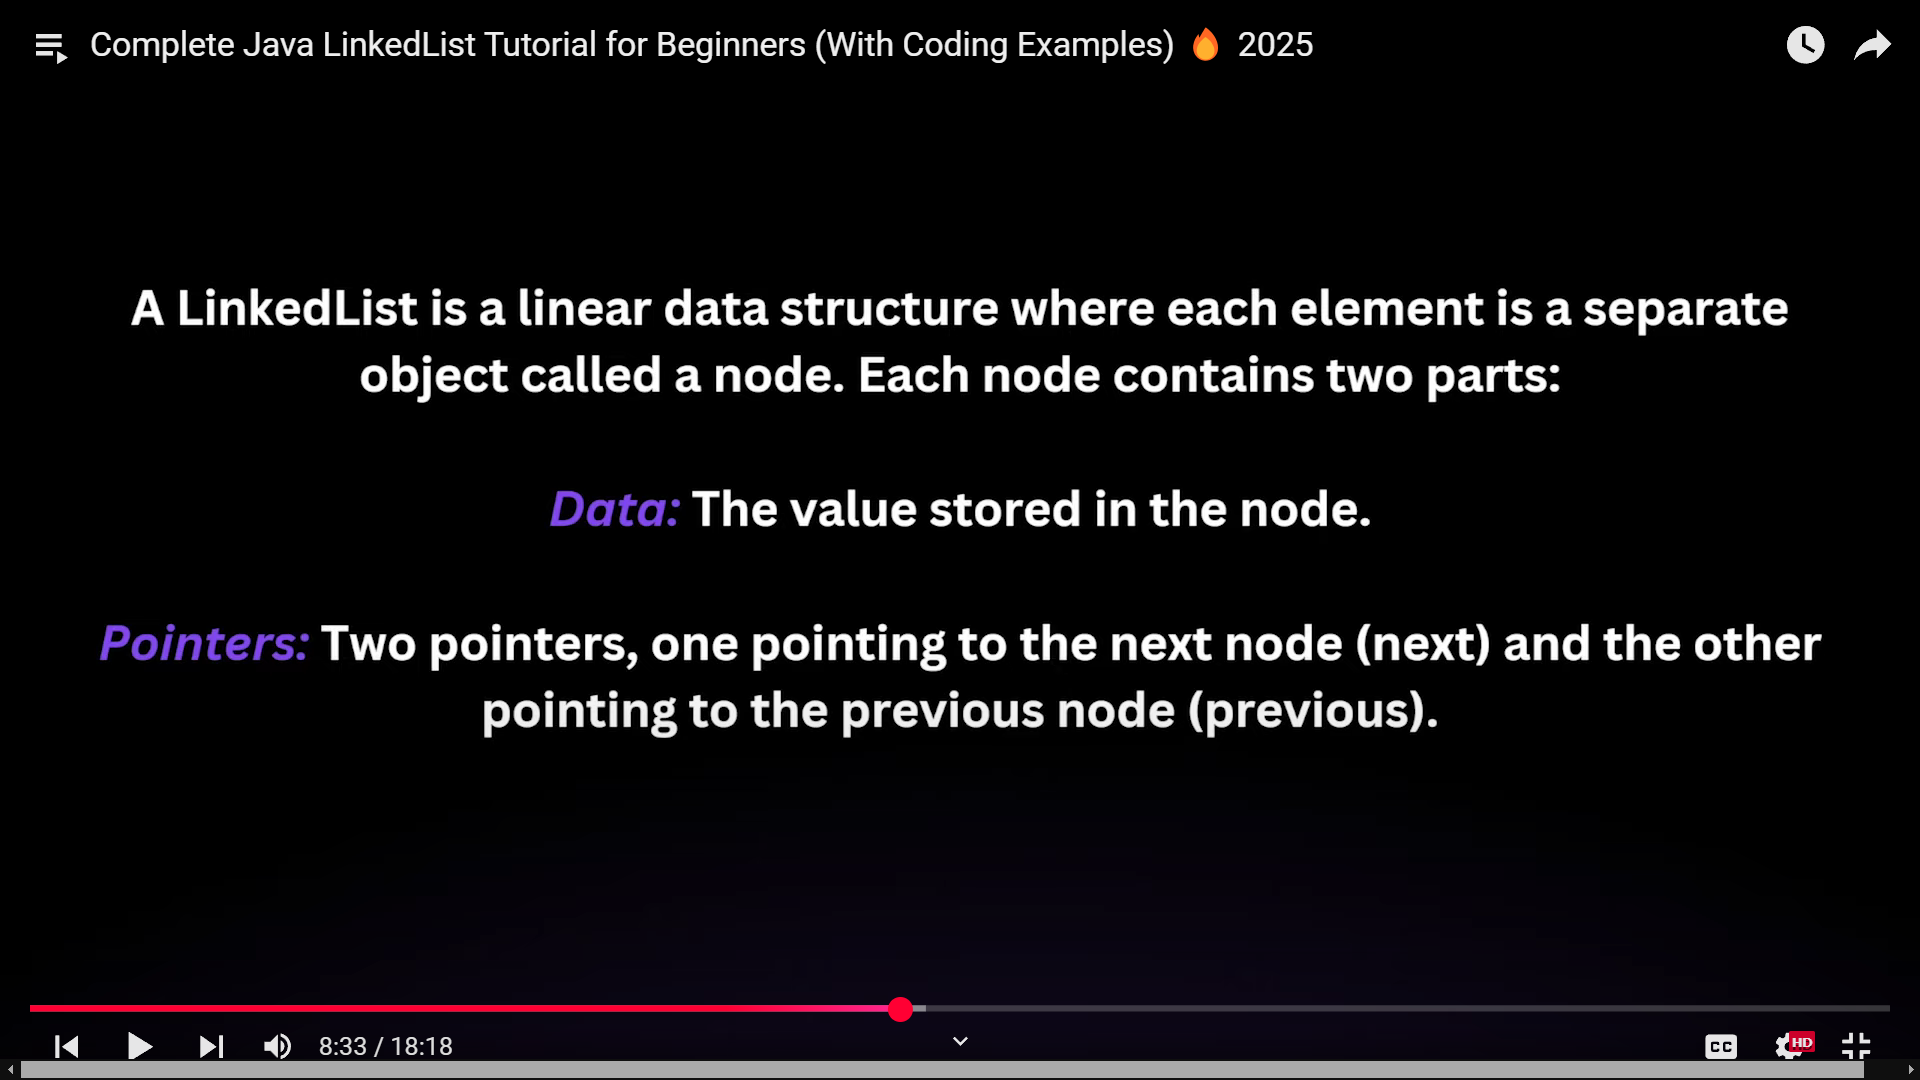 Complete Java LinkedList Tutorial for Beginners (With Coding Examples) 🔥 2025
A LinkedList is a linear data structure where each element is a separate
object called a node. Each node contains two parts:
Data: The value stored in the node.
Pointers: Two pointers, one pointing to the next node (next) and the other
pointing to the previous node (previous).
8:33 / 18:18
CC
HD